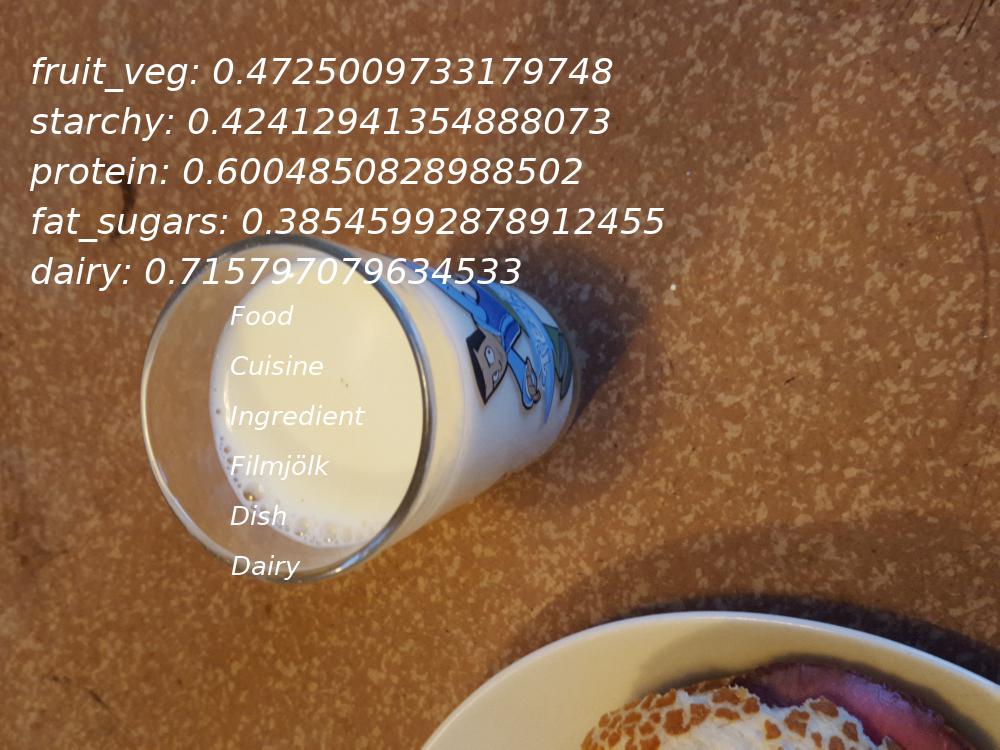 fruit_veg: 0.4725009733179748
starchy: 0.42412941354888073
protein: 0.6004850828988502
fat_sugars: 0.38545992878912455
dairy: 0.715797079634533
Food
Cuisine
Ingredient
Filmjölk
Dish
Dairy